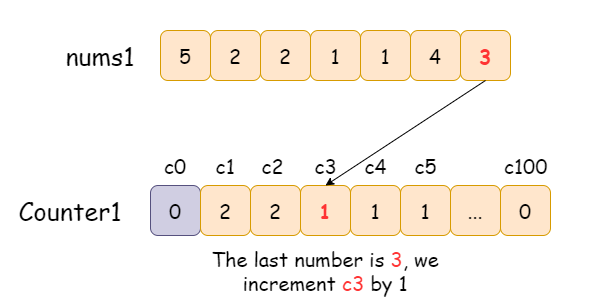 nums1 5 2 2 1 1 4 3
c0 c1 c2 c3 c4 c5 c100
Counter1 0 2 2 1 1 1 ... 0
The last number is 3, we
increment c3 by 1